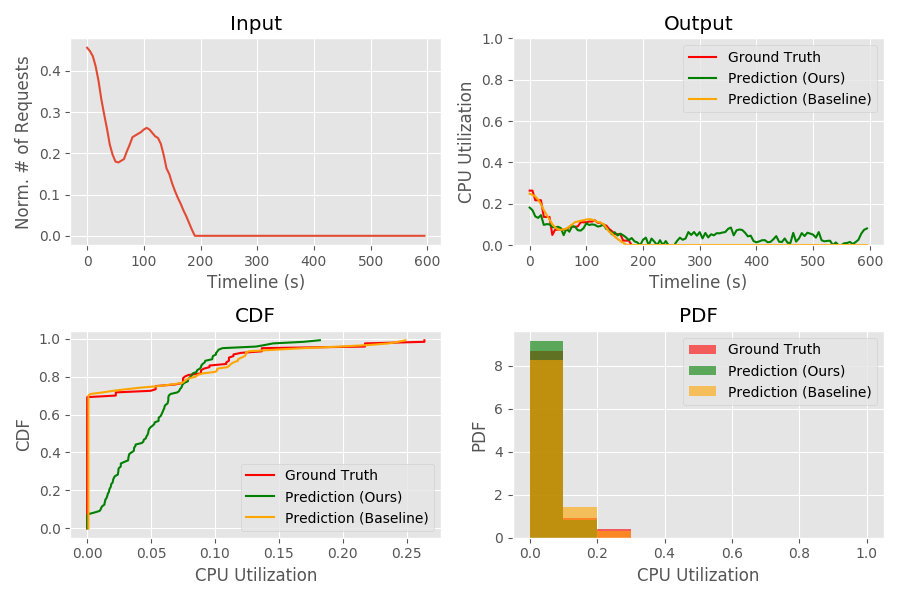 Input
Norm. # of Requests
0.4
0.3
0.2
0.1
0.0
0 100 200 300 400 500 600
Timeline (s)
Output
CPU Utilization
1.0
0.8
0.6
0.4
0.2
0.0
Ground Truth
Prediction (Ours)
Prediction (Baseline)
0 100 200 300 400 500 600
Timeline (s)
CDF
CDF
1.0
0.8
0.6
0.4
0.2
0.0
Ground Truth
Prediction (Ours)
Prediction (Baseline)
0.00 0.05 0.10 0.15 0.20 0.25
CPU Utilization
PDF
PDF
8
6
4
2
0
Ground Truth
Prediction (Ours)
Prediction (Baseline)
0.0 0.2 0.4 0.6 0.8 1.0
CPU Utilization